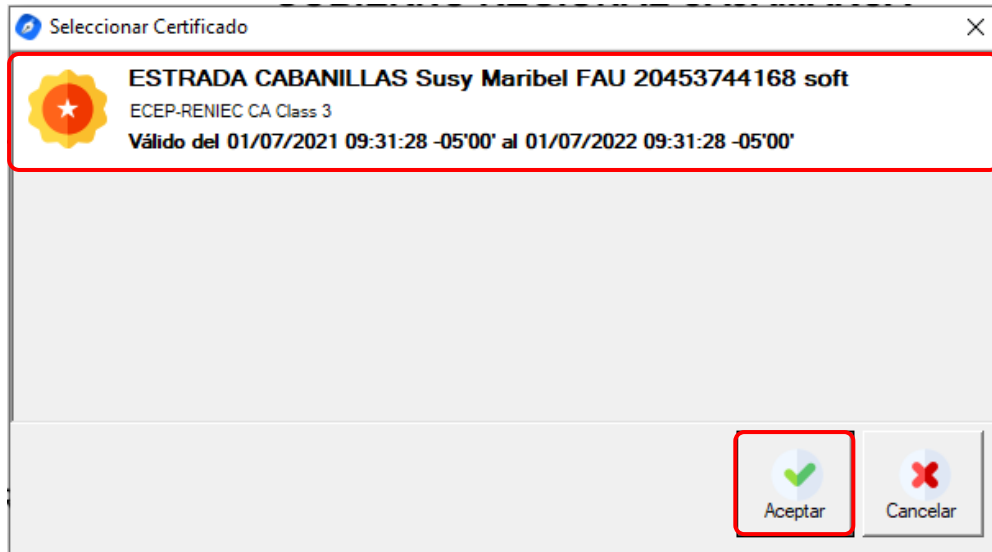 Seleccionar Certificado
ESTRADA CABANILLAS Susy Maribel FAU 20453744168 soft
ECEP-RENIEC CA Class 3
Válido del 01/07/2021 09:31:28 -05'00' al 01/07/2022 09:31:28 -05'00'
Aceptar
Cancelar